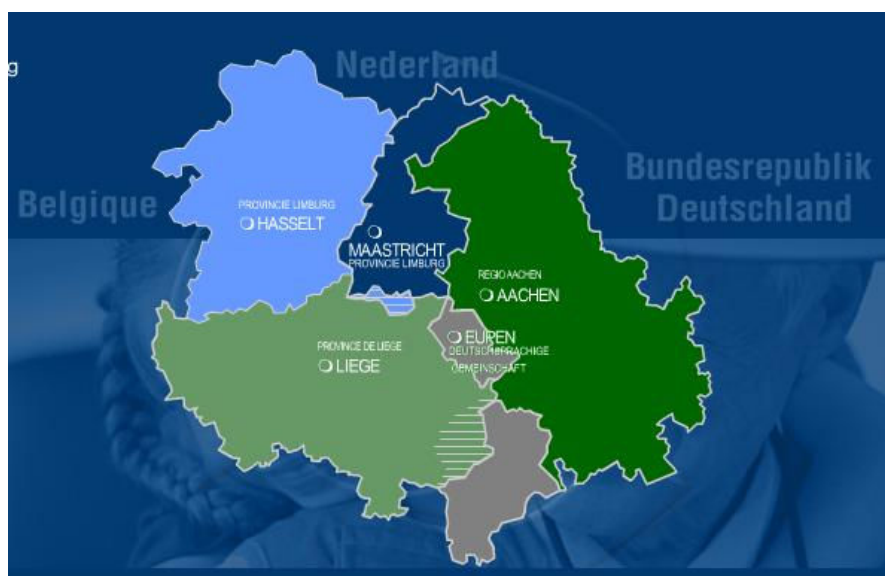 g
Nederland
Bundesrepublik
Deutschland
Belgique
PROVINCIE LIMBURG
HASSELT
MAASTRICHT
PROVINCIE LIMBURG
REGIO AACHEN
AACHEN
EUPEN
DEUTSCHSPRACHIGE
GEMEINSCHAFT
PROVINCE DE LIEGE
LIEGE